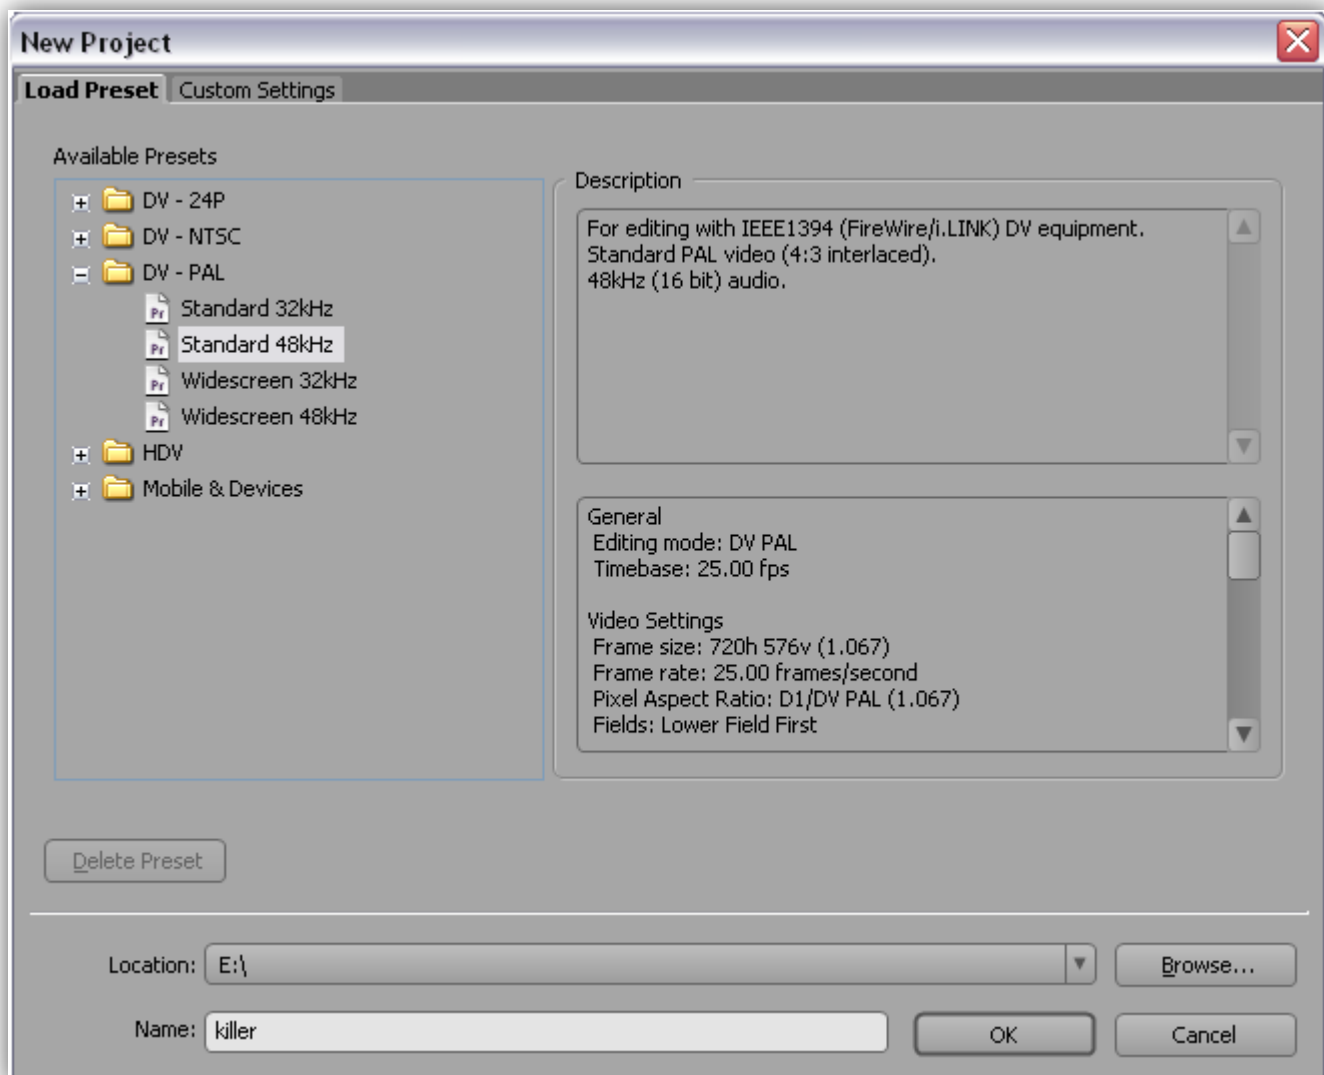 New Project
Load Preset
Custom Settings
Available Presets
DV - 24P
DV - NTSC
DV - PAL
Pr
Standard 32kHz
Pr
Standard 48kHz
Pr
Widescreen 32kHz
Pr
Widescreen 48kHz
HDV
Mobile & Devices
Description
For editing with IEEE1394 (FireWire/i.LINK) DV equipment.
Standard PAL video (4:3 interlaced).
48kHz (16 bit) audio.
General
Editing mode: DV PAL
Timebase: 25.00 fps
Video Settings
Frame size: 720h 576v (1.067)
Frame rate: 25.00 frames/second
Pixel Aspect Ratio: D1/DV PAL (1.067)
Fields: Lower Field First
Delete Preset
Location:
E:\
Browse...
Name:
killer
OK
Cancel